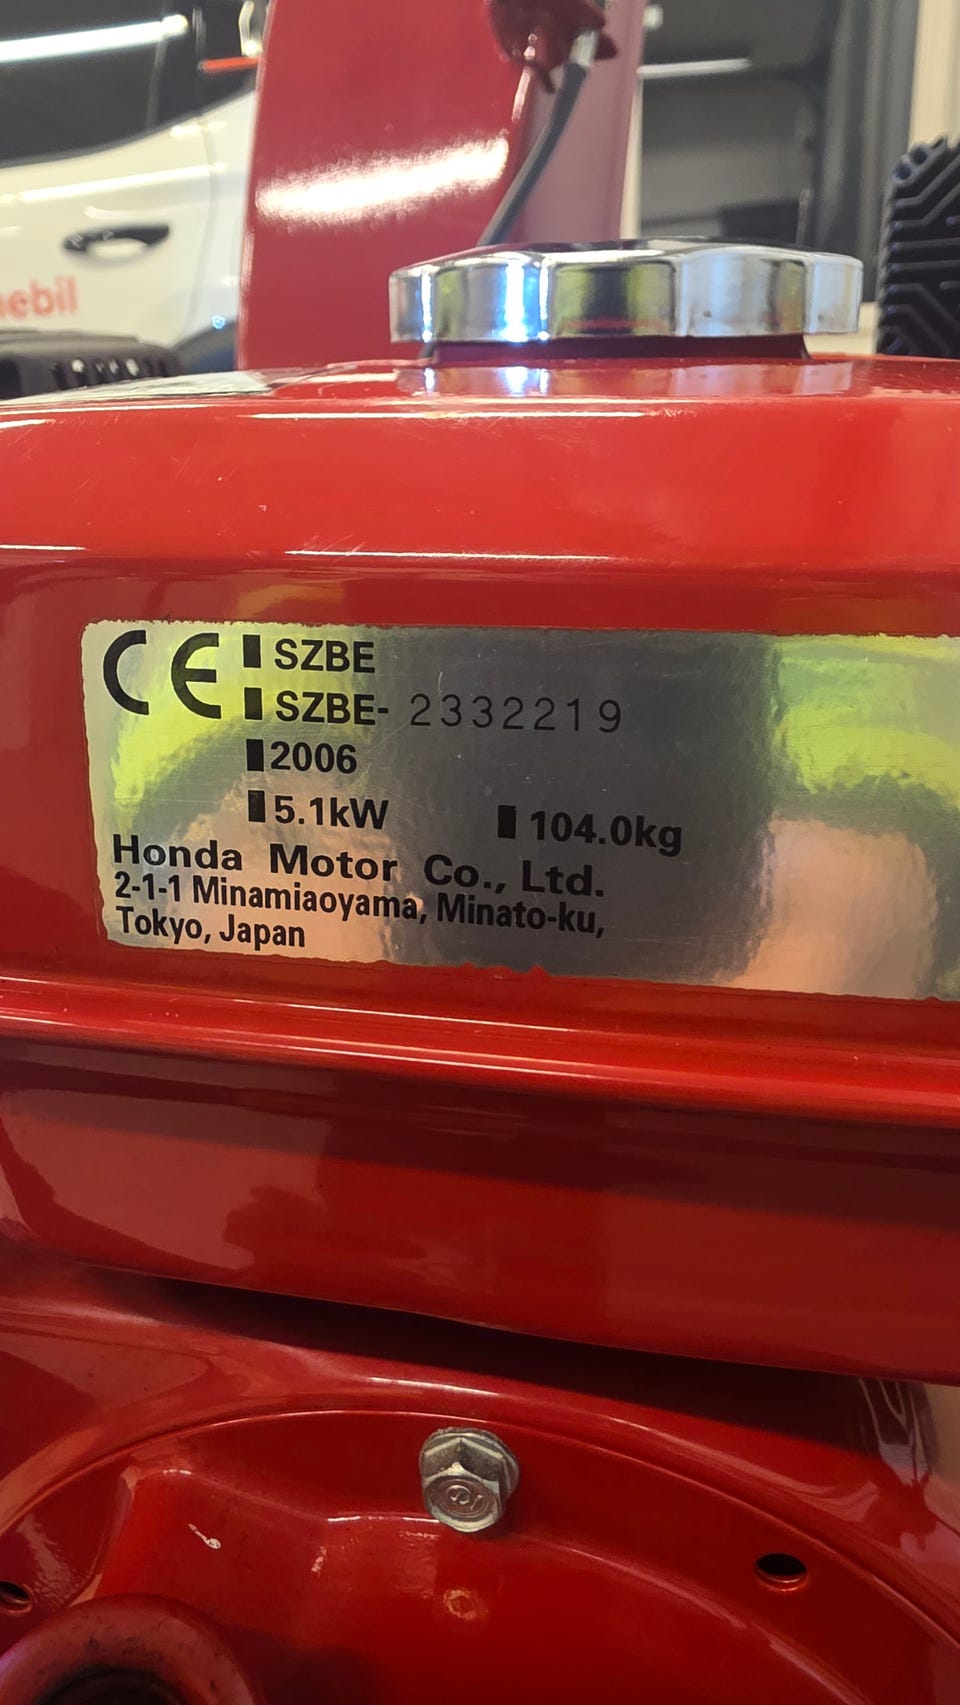 nebil
CE SZBE
SZBE- 2332219
2006
5.1kW 104.0kg
Honda Motor Co., Ltd.
2-1-1 Minamiaoyama, Minato-ku,
Tokyo, Japan